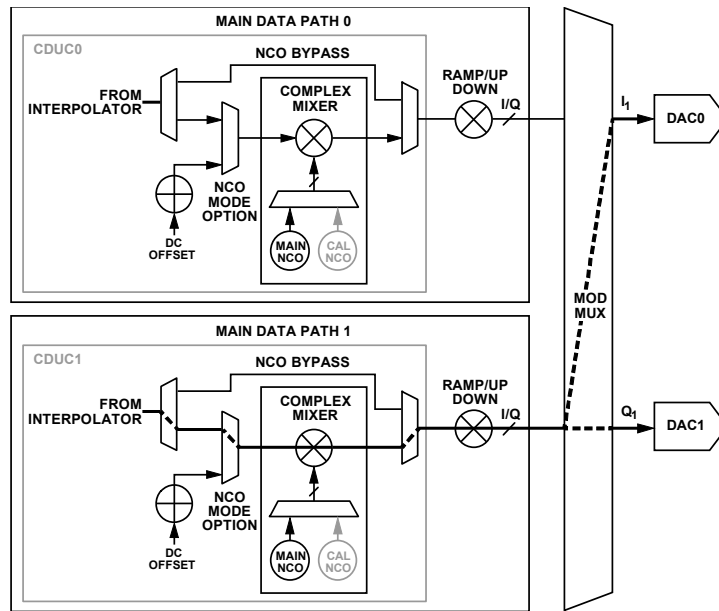 MAIN DATA PATH 0
CDUC0
NCO BYPASS
FROM
INTERPOLATOR
COMPLEX
MIXER
RAMP/UP
DOWN
I/Q
I1
DAC0
NCO
MODE
OPTION
DC
OFFSET
MAIN
NCO
CAL
NCO
MOD
MUX
MAIN DATA PATH 1
CDUC1
NCO BYPASS
FROM
INTERPOLATOR
COMPLEX
MIXER
RAMP/UP
DOWN
I/Q
Q1
DAC1
NCO
MODE
OPTION
DC
OFFSET
MAIN
NCO
CAL
NCO